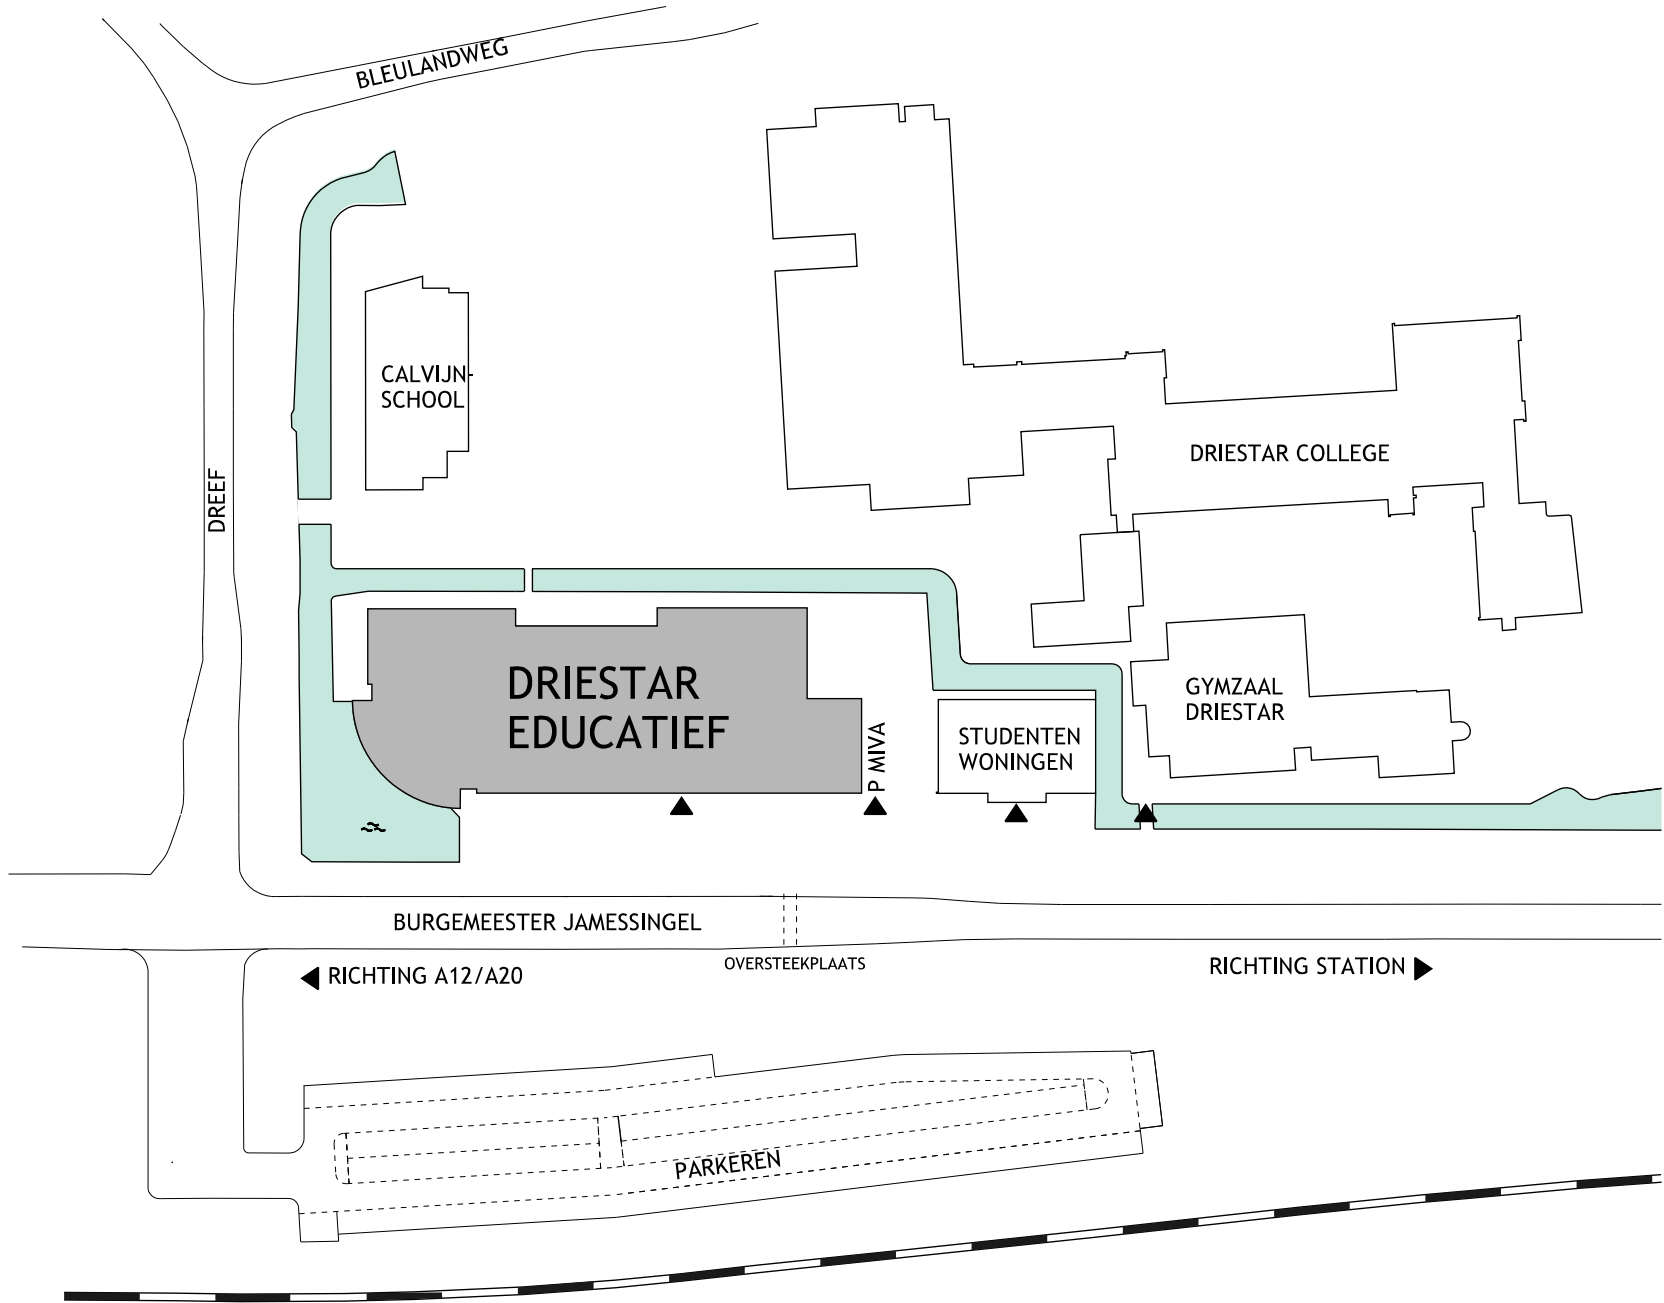 BLEULANDWEG
CALVIJN-
SCHOOL
DREEF
DRIESTAR COLLEGE
DRIESTAR
EDUCATIEF
P MIVA
STUDENTEN
WONINGEN
GYMZAAL
DRIESTAR
BURGEMEESTER JAMESSINGEL
OVERSTEEKPLAATS
RICHTING A12/A20
RICHTING STATION
PARKEREN